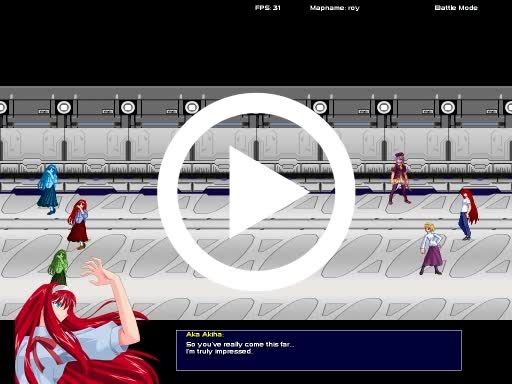 FPS: 31 Mapname: roy Battle Mode
Aka Akiha:
So you've really come this far...
I'm truly impressed.